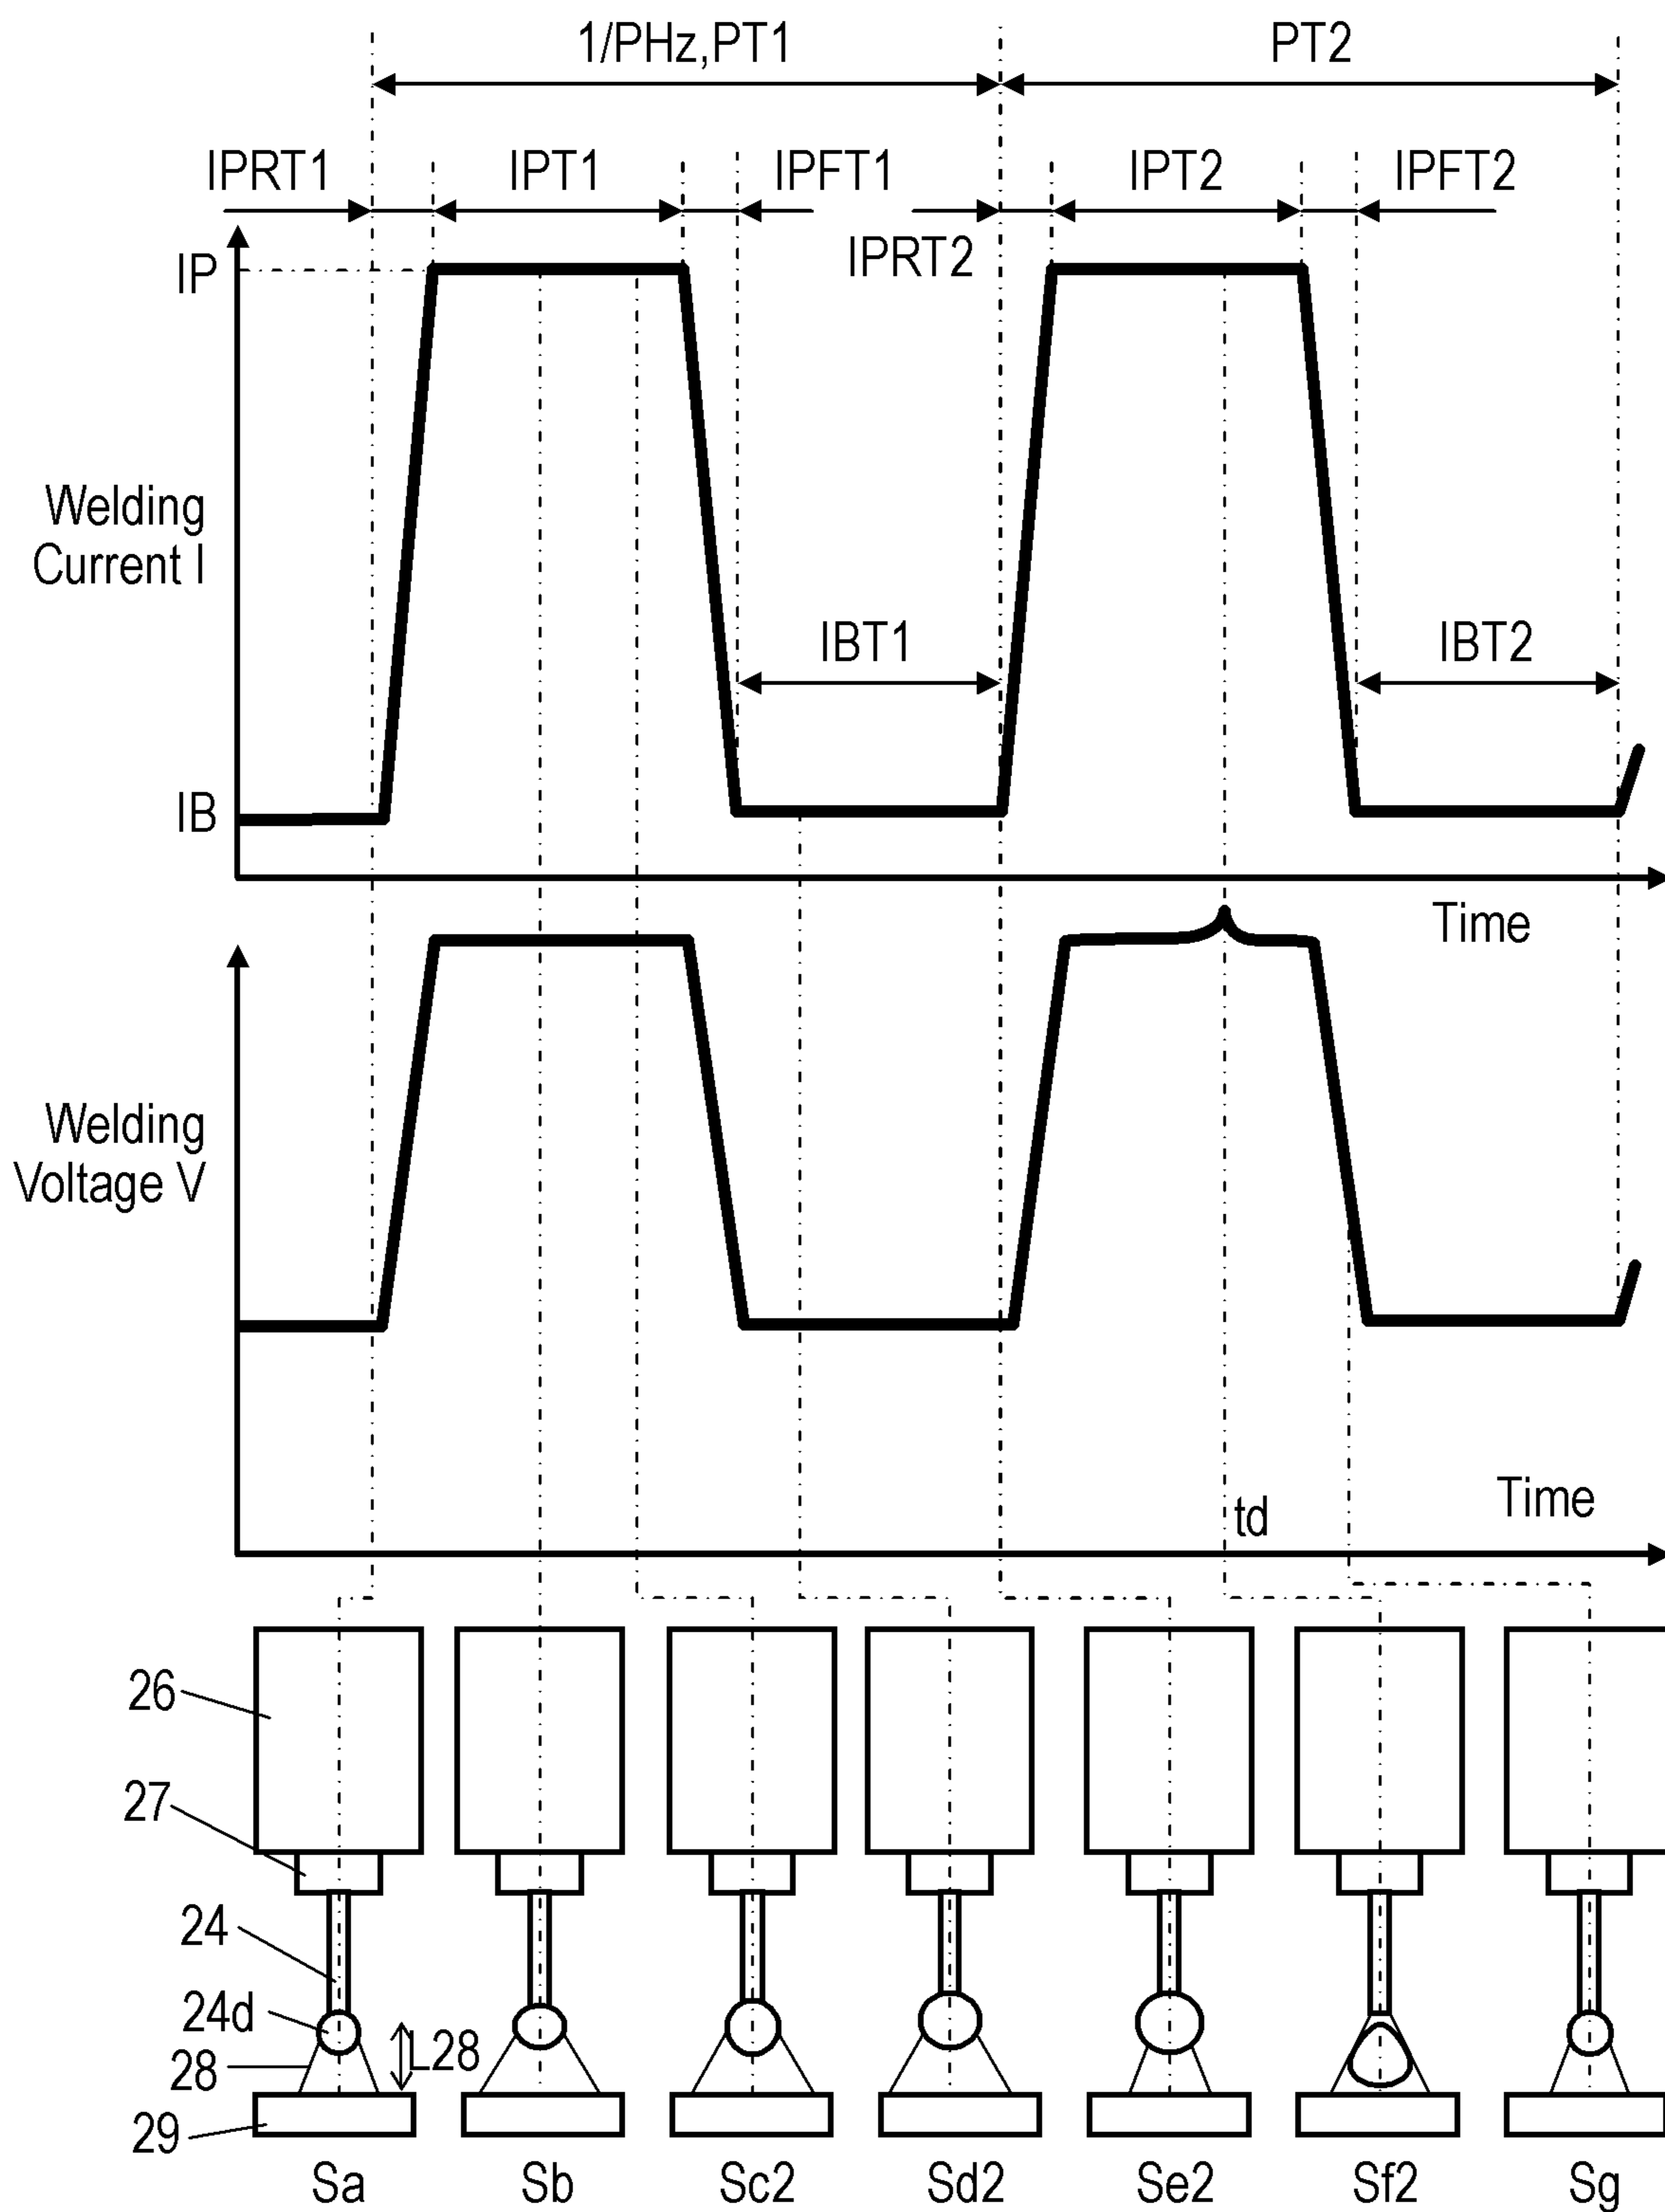 1/PHz,PT1
PT2
IPRT1
IPT1
IPFT1
IPT2
IPFT2
IPRT2
IP
Welding
Current I
IBT1
IBT2
IB
Time
Welding
Voltage V
td
Time
26
27
24
24d
L28
28
29
Sa
Sb
Sc2
Sd2
Se2
Sf2
Sg